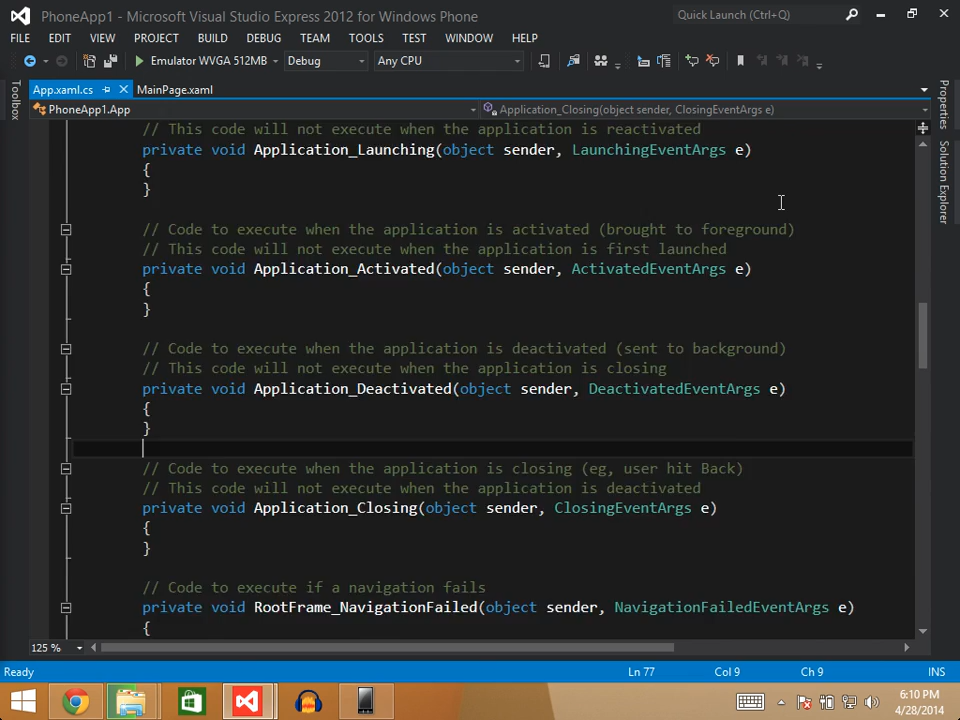 PhoneApp1 - Microsoft Visual Studio Express 2012 for Windows Phone
Quick Launch (Ctrl+Q)
FILE EDIT VIEW PROJECT BUILD DEBUG TEAM TOOLS TEST WINDOW HELP
Emulator WVGA 512MB Debug Any CPU
Toolbox
App.xaml.cs MainPage.xaml
PhoneApp1.App Application_Closing(object sender, ClosingEventArgs e)
Properties
Solution Explorer
// This code will not execute when the application is reactivated
private void Application_Launching(object sender, LaunchingEventArgs e)
{
}
// Code to execute when the application is activated (brought to foreground)
// This code will not execute when the application is first launched
private void Application_Activated(object sender, ActivatedEventArgs e)
{
}
// Code to execute when the application is deactivated (sent to background)
// This code will not execute when the application is closing
private void Application_Deactivated(object sender, DeactivatedEventArgs e)
{
}
// Code to execute when the application is closing (eg, user hit Back)
// This code will not execute when the application is deactivated
private void Application_Closing(object sender, ClosingEventArgs e)
{
}
// Code to execute if a navigation fails
private void RootFrame_NavigationFailed(object sender, NavigationFailedEventArgs e)
{
125 %
Ready Ln 77 Col 9 Ch 9 INS
6:10 PM
4/28/2014